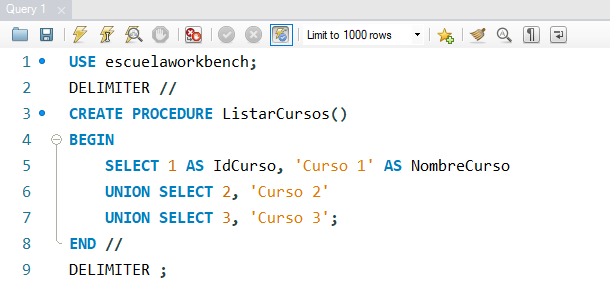 Query 1
Limit to 1000 rows
1 USE escuelaworkbench;
2 DELIMITER //
3 CREATE PROCEDURE ListarCursos()
4 BEGIN
5 SELECT 1 AS IdCurso, 'Curso 1' AS NombreCurso
6 UNION SELECT 2, 'Curso 2'
7 UNION SELECT 3, 'Curso 3';
8 END //
9 DELIMITER ;